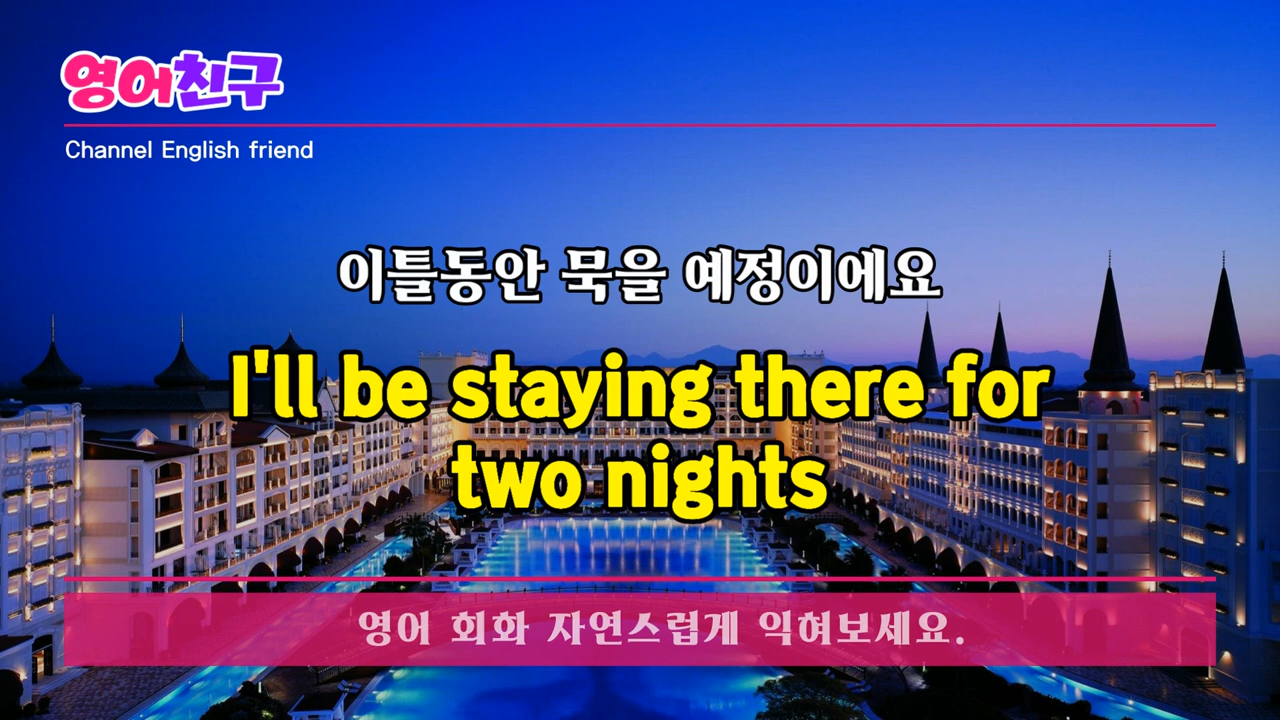 영어친구
Channel English friend
이틀동안 묵을 예정이에요
I'll be staying there for
two nights
영어 회화 자연스럽게 익혀보세요.